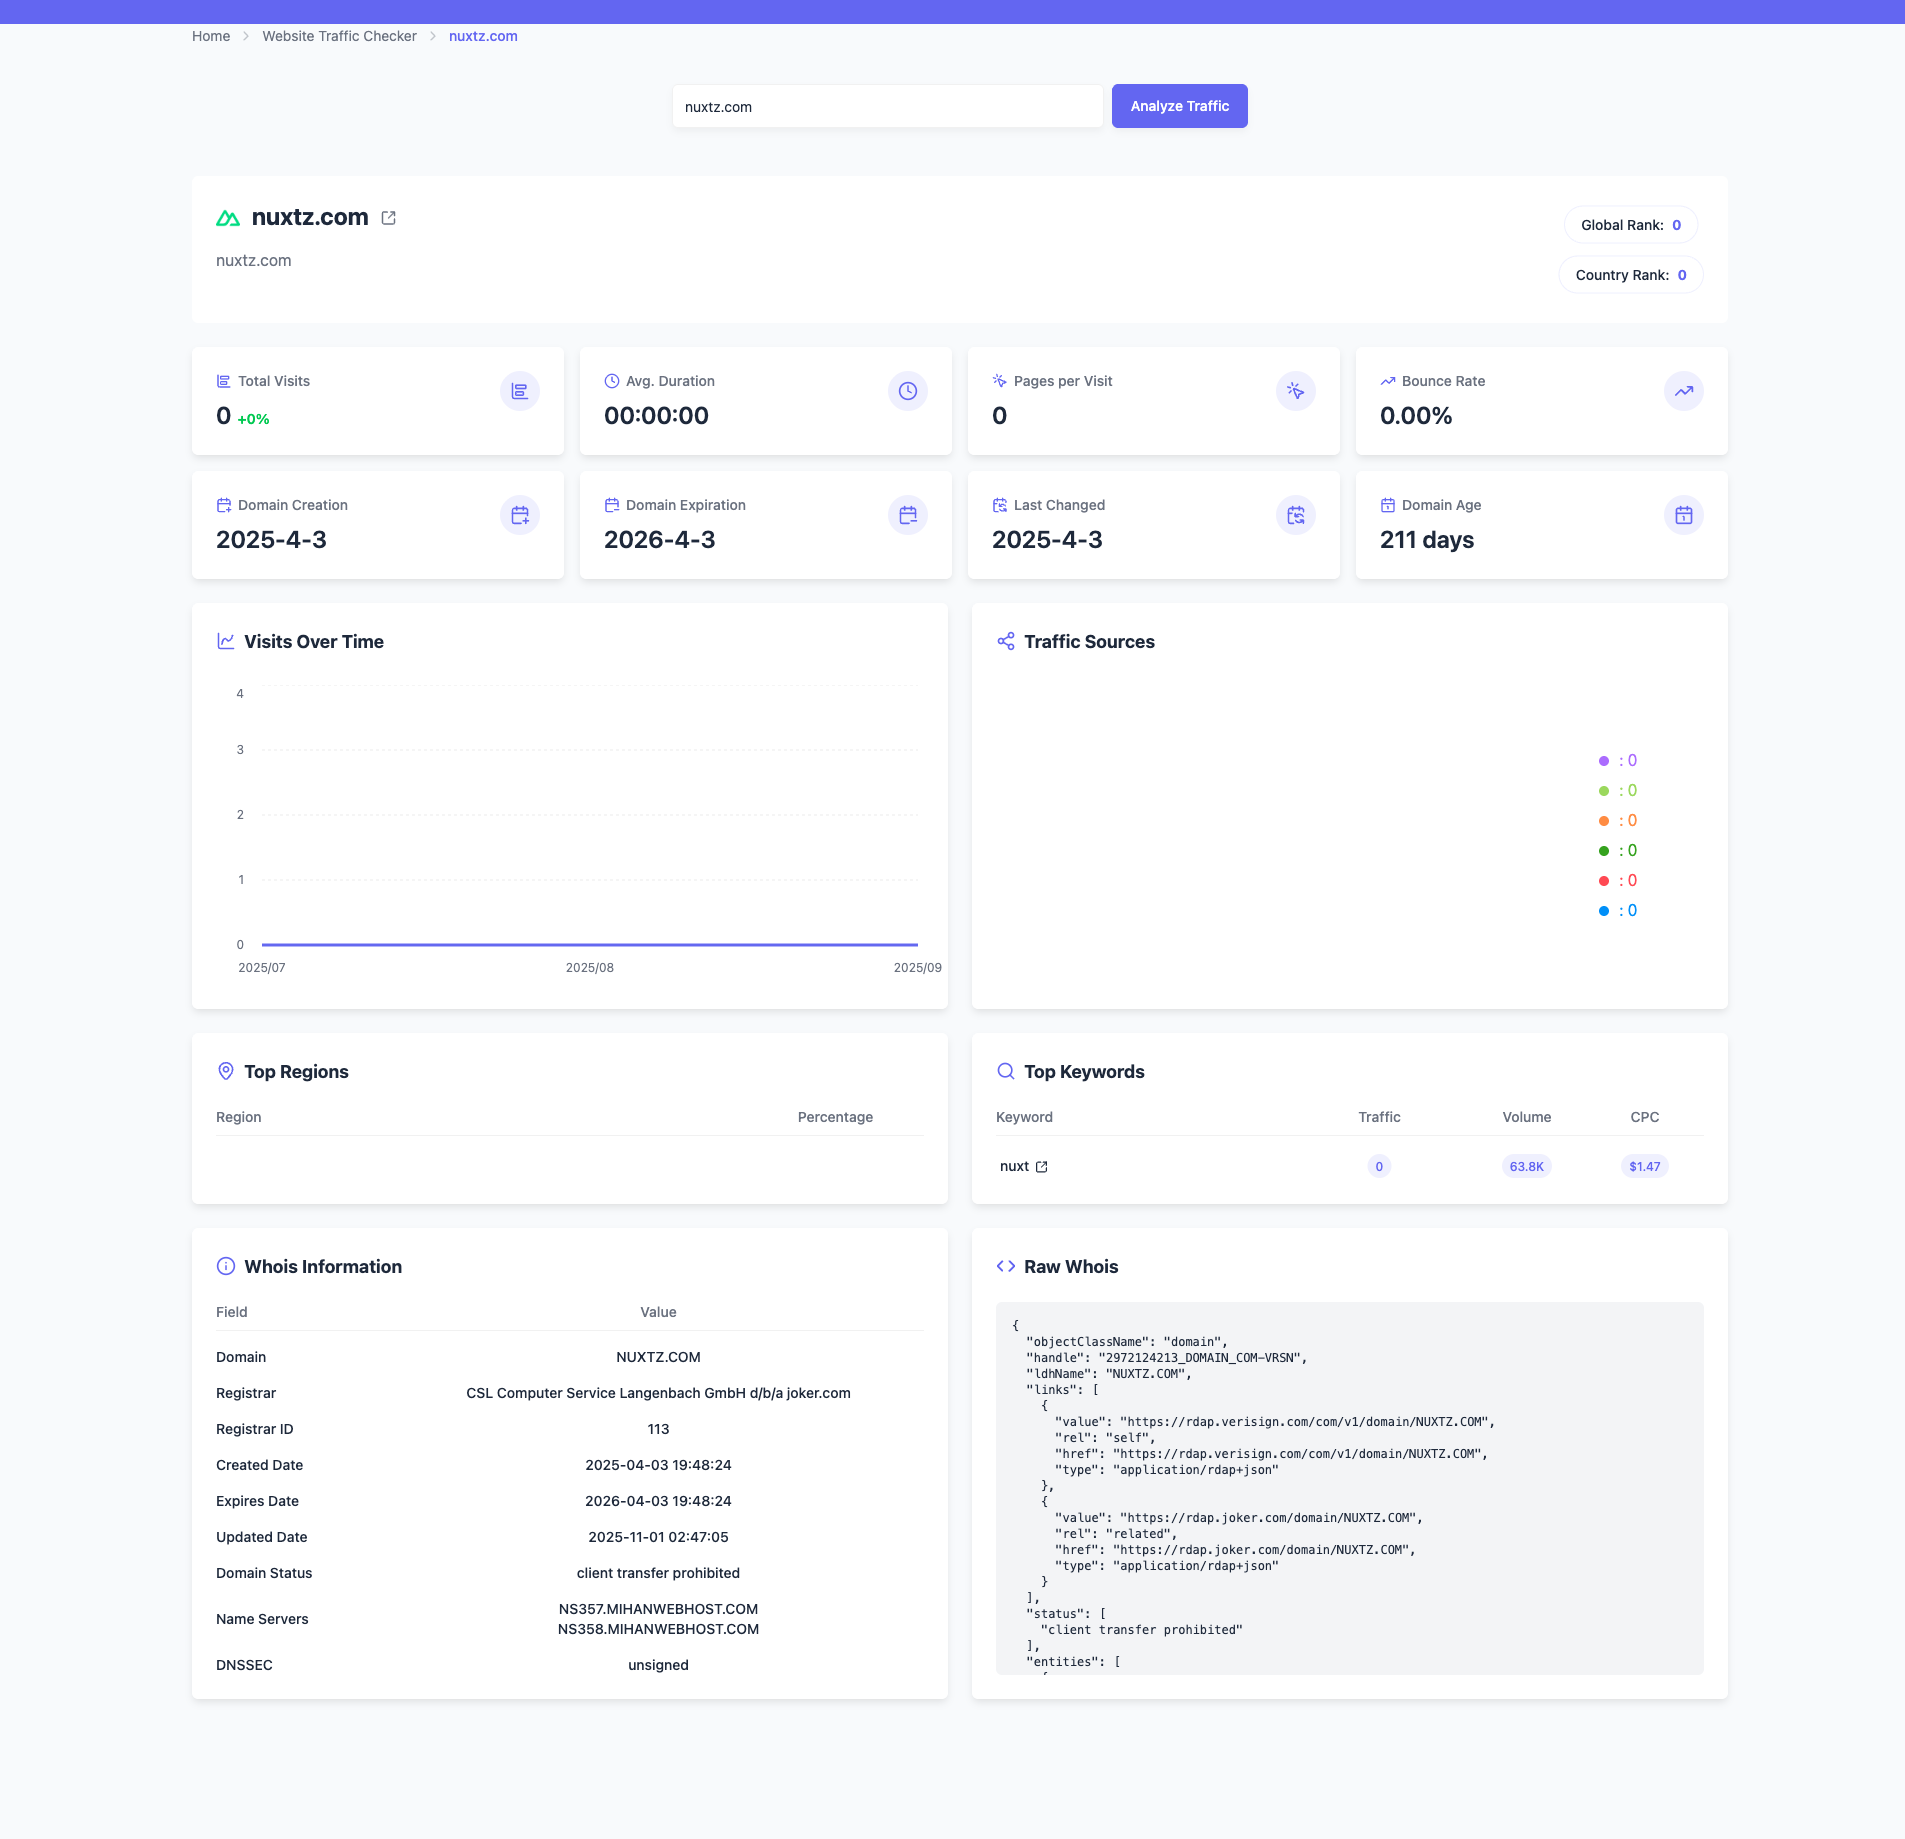 Home
Website Traffic Checker
nuxtz.com
nuxtz.com
Analyze Traffic
nuxtz.com
nuxtz.com
Global Rank: 0
Country Rank: 0
Total Visits
0 +0%
Avg. Duration
00:00:00
Pages per Visit
0
Bounce Rate
0.00%
Domain Creation
2025-4-3
Domain Expiration
2026-4-3
Last Changed
2025-4-3
Domain Age
211 days
Visits Over Time
4
3
2
1
0
2025/07 2025/08 2025/09
Traffic Sources
: 0
: 0
: 0
: 0
: 0
: 0
Top Regions
Region Percentage
Top Keywords
Keyword Traffic Volume CPC
nuxt 0 63.8K $1.47
Whois Information
Field Value
Domain NUXTZ.COM
Registrar CSL Computer Service Langenbach GmbH d/b/a joker.com
Registrar ID 113
Created Date 2025-04-03 19:48:24
Expires Date 2026-04-03 19:48:24
Updated Date 2025-11-01 02:47:05
Domain Status client transfer prohibited
Name Servers NS357.MIHANWEBHOST.COM
NS358.MIHANWEBHOST.COM
DNSSEC unsigned
Raw Whois
{
"objectClassName": "domain",
"handle": "2972124213_DOMAIN_COM-VRSN",
"ldhName": "NUXTZ.COM",
"links": [
{
"value": "https://rdap.verisign.com/com/v1/domain/NUXTZ.COM",
"rel": "self",
"href": "https://rdap.verisign.com/com/v1/domain/NUXTZ.COM",
"type": "application/rdap+json"
},
{
"value": "https://rdap.joker.com/domain/NUXTZ.COM",
"rel": "related",
"href": "https://rdap.joker.com/domain/NUXTZ.COM",
"type": "application/rdap+json"
}
],
"status": [
"client transfer prohibited"
],
"entities": [